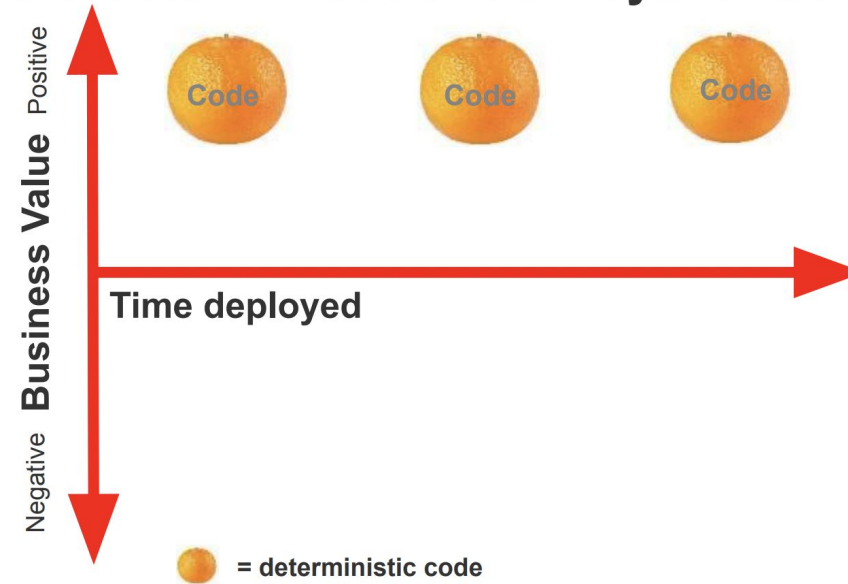 Positive
Business Value
Negative
Code
Code
Code
Time deployed
= deterministic code